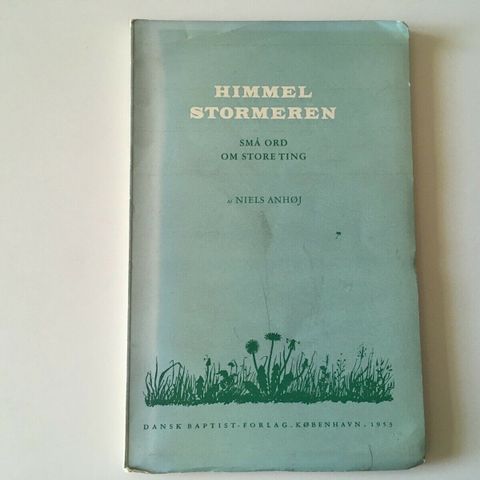 HIMMEL
STORMEREN
SMÅ ORD
OM STORE TING
AF NIELS ANHØJ
DANSK BAPTIST-FORLAG, KØBENHAVN, 1953